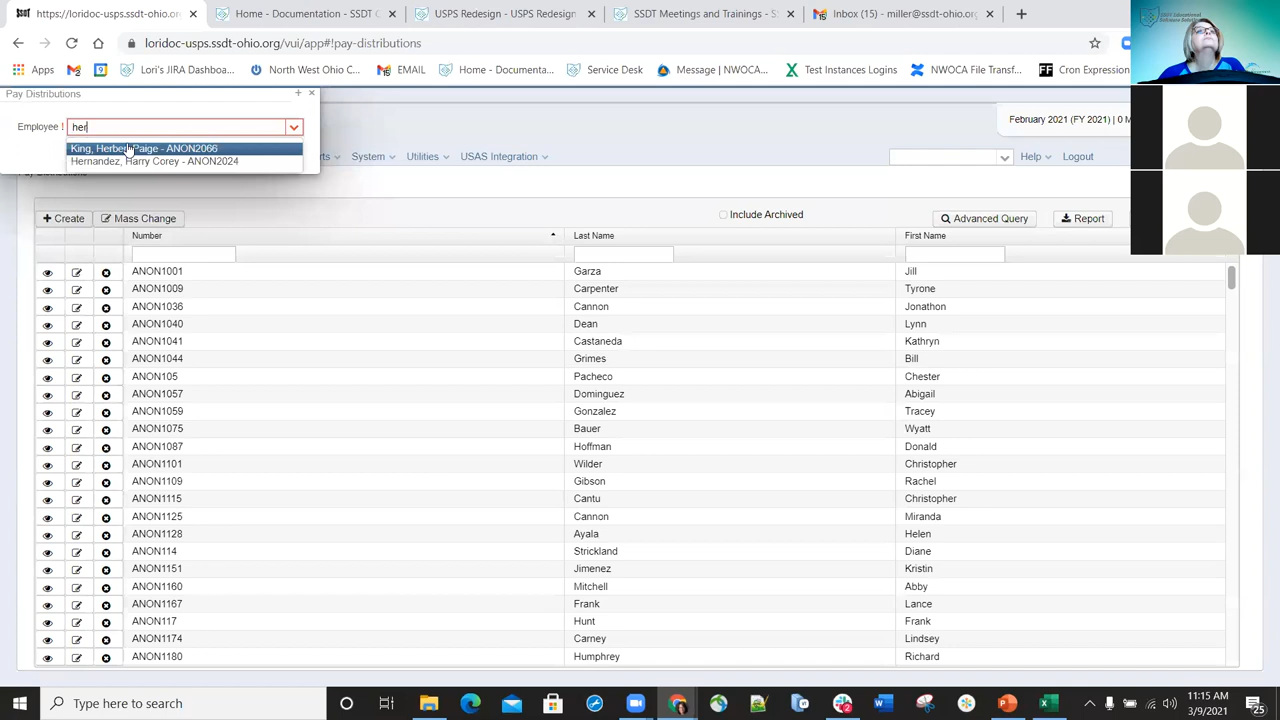 SSDT
Home - Documentation - SSDT C
USPS Redesign - USPS Redesign
SSDT Meetings and Trainings - S
Inbox (15) - miller@ssdt-ohio.org
loridoc-usps.ssdt-ohio.org/vui/app#!pay-distributions
Apps
Lori's JIRA Dashboa...
North West Ohio C...
EMAIL
Home - Documenta...
Service Desk
Message | NWOCA...
Test Instances Logins
NWOCA File Transf...
Cron Expression
Pay Distributions
Employee !
her
King, Herbert Paige - ANON2066
Hernandez, Harry Corey - ANON2024
February 2021 (FY 2021) | 0 M
System
Utilities
USAS Integration
Help
Logout
Create
Mass Change
Include Archived
Advanced Query
Report
Number Last Name First Name
ANON1001 Garza Jill
ANON1009 Carpenter Tyrone
ANON1036 Cannon Jonathon
ANON1040 Dean Lynn
ANON1041 Castaneda Kathryn
ANON1044 Grimes Bill
ANON105 Pacheco Chester
ANON1057 Dominguez Abigail
ANON1059 Gonzalez Tracey
ANON1075 Bauer Wyatt
ANON1087 Hoffman Donald
ANON1101 Wilder Christopher
ANON1109 Gibson Rachel
ANON1115 Cantu Christopher
ANON1125 Cannon Miranda
ANON1128 Ayala Helen
ANON114 Strickland Diane
ANON1151 Jimenez Kristin
ANON1160 Mitchell Abby
ANON1167 Frank Lance
ANON117 Hunt Frank
ANON1174 Carney Lindsey
ANON1180 Humphrey Richard
Type here to search
11:15 AM
3/9/2021
25